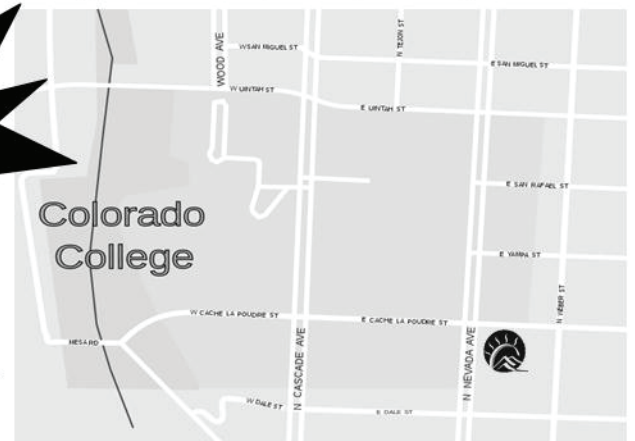 WOOD AVE
W SAN MIGUEL ST
N TEJON ST
E SAN MIGUEL ST
W UINTAH ST
E UINTAH ST
E SAN RAFAEL ST
Colorado
College
E YAMPA ST
N WEBER ST
W CACHE LA POUDRE ST
E CACHE LA POUDRE ST
N CASCADE AVE
N NEVADA AVE
W DALE ST
E DALE ST